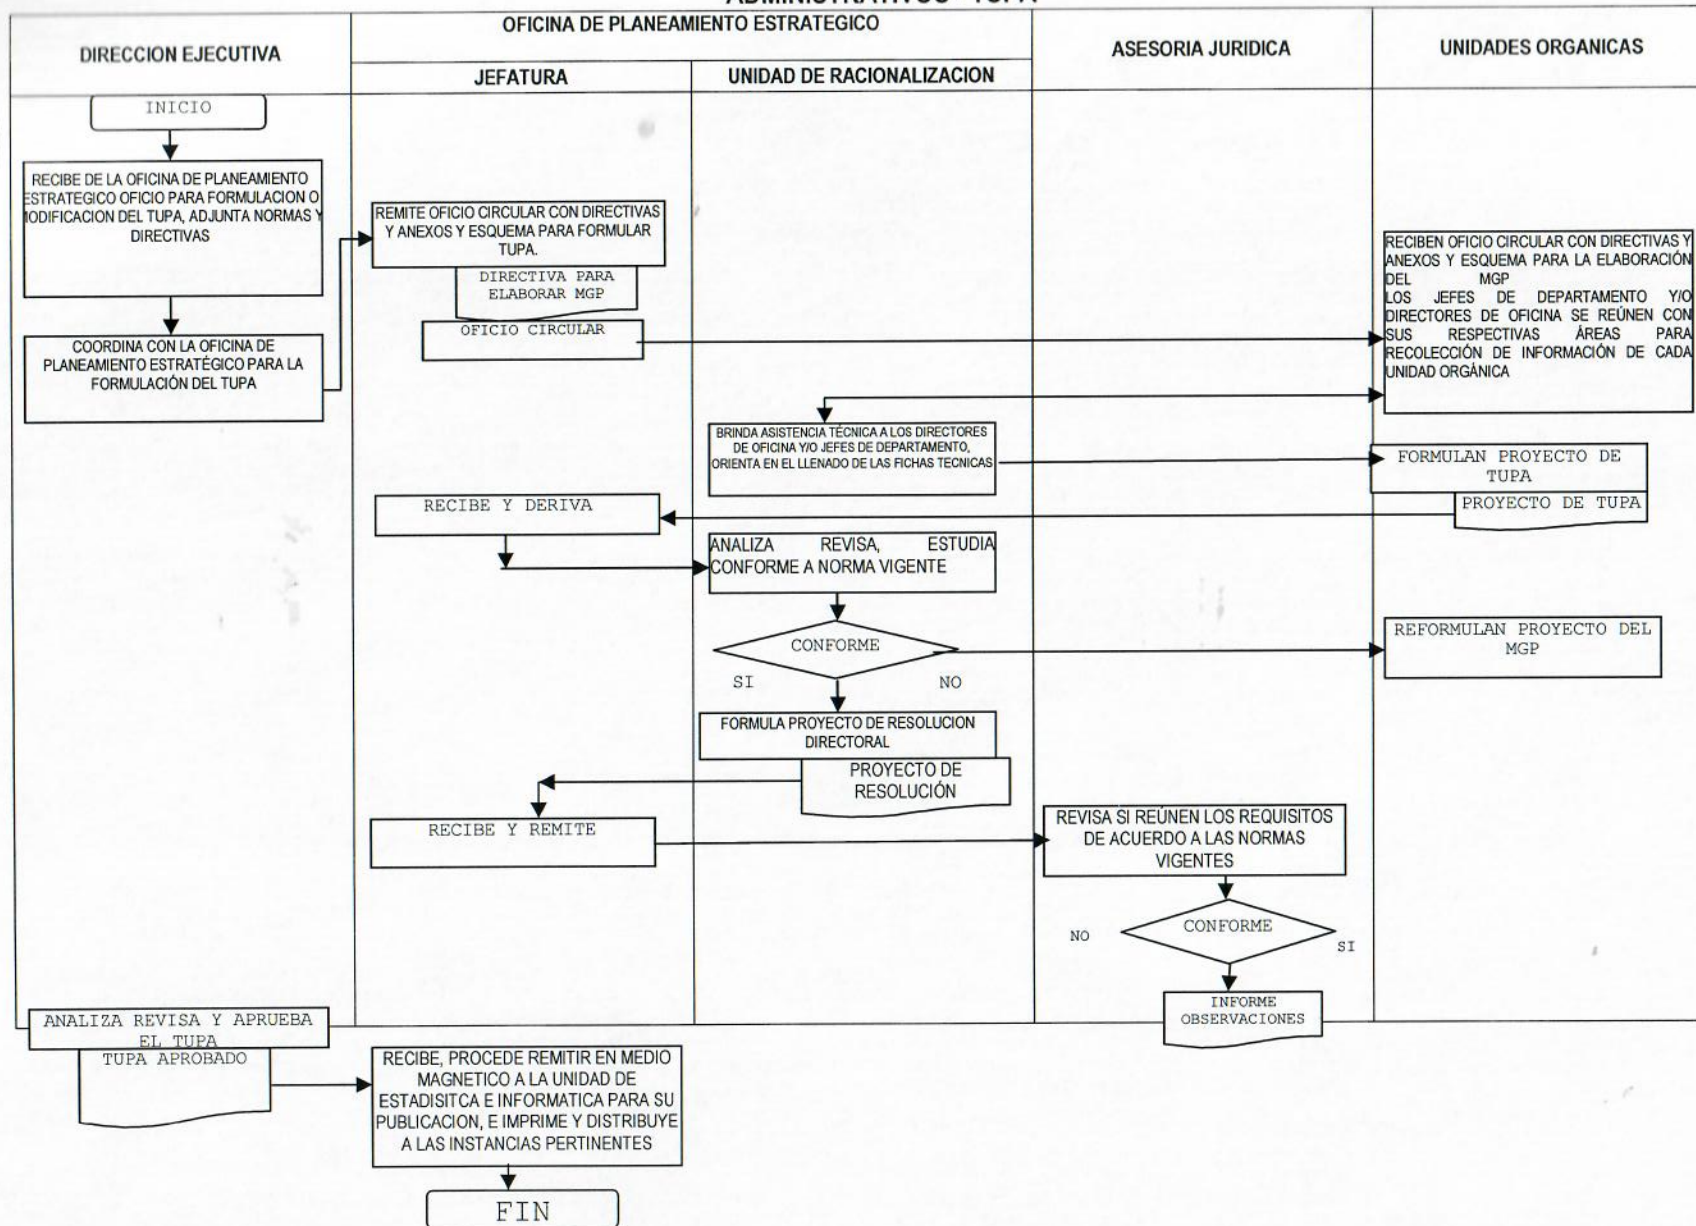 OFICINA DE PLANEAMIENTO ESTRATEGICO
DIRECCION EJECUTIVA
ASESORIA JURIDICA
UNIDADES ORGANICAS
JEFATURA
UNIDAD DE RACIONALIZACION
INICIO
RECIBE DE LA OFICINA DE PLANEAMIENTO
ESTRATEGICO OFICIO PARA FORMULACION O
MODIFICACION DEL TUPA, ADJUNTA NORMAS Y
DIRECTIVAS
COORDINA CON LA OFICINA DE
PLANEAMIENTO ESTRATÉGICO PARA LA
FORMULACIÓN DEL TUPA
REMITE OFICIO CIRCULAR CON DIRECTIVAS
Y ANEXOS Y ESQUEMA PARA FORMULAR
TUPA.
DIRECTIVA PARA
ELABORAR MGP
OFICIO CIRCULAR
RECIBEN OFICIO CIRCULAR CON DIRECTIVAS Y
ANEXOS Y ESQUEMA PARA LA ELABORACIÓN
DEL MGP
LOS JEFES DE DEPARTAMENTO Y/O
DIRECTORES DE OFICINA SE REÚNEN CON
SUS RESPECTIVAS ÁREAS PARA
RECOLECCIÓN DE INFORMACIÓN DE CADA
UNIDAD ORGÁNICA
BRINDA ASISTENCIA TÉCNICA A LOS DIRECTORES
DE OFICINA Y/O JEFES DE DEPARTAMENTO,
ORIENTA EN EL LLENADO DE LAS FICHAS TECNICAS
FORMULAN PROYECTO DE
TUPA
PROYECTO DE TUPA
RECIBE Y DERIVA
ANALIZA REVISA, ESTUDIA
CONFORME A NORMA VIGENTE
CONFORME
SI NO
REFORMULAN PROYECTO DEL
MGP
FORMULA PROYECTO DE RESOLUCION
DIRECTORAL
PROYECTO DE
RESOLUCIÓN
RECIBE Y REMITE
REVISA SI REÚNEN LOS REQUISITOS
DE ACUERDO A LAS NORMAS
VIGENTES
CONFORME
NO SI
INFORME
OBSERVACIONES
ANALIZA REVISA Y APRUEBA
EL TUPA
TUPA APROBADO
RECIBE, PROCEDE REMITIR EN MEDIO
MAGNETICO A LA UNIDAD DE
ESTADISITCA E INFORMATICA PARA SU
PUBLICACION, E IMPRIME Y DISTRIBUYE
A LAS INSTANCIAS PERTINENTES
FIN